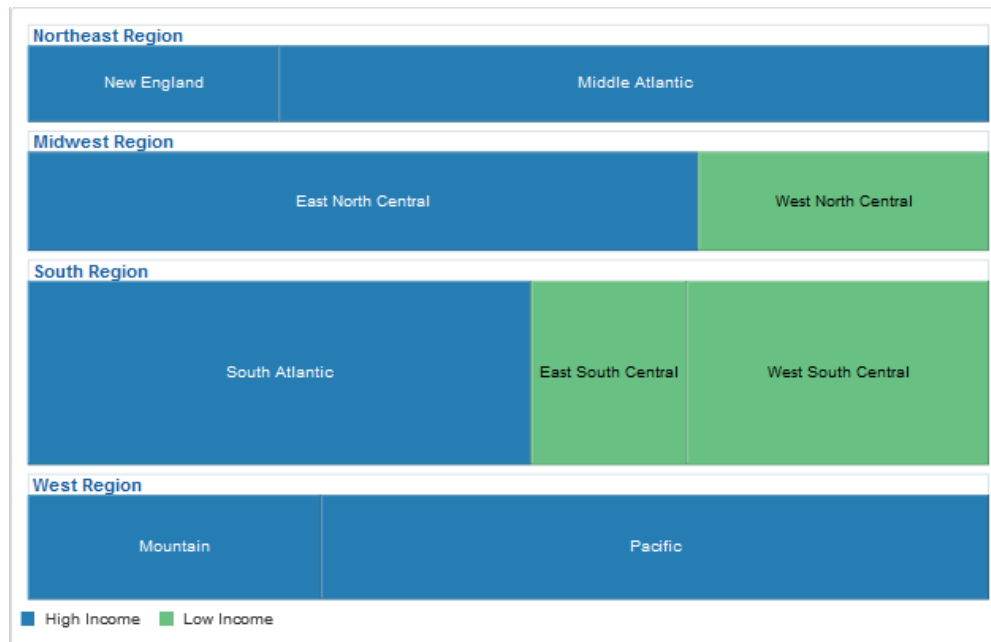 Northeast Region
New England
Middle Atlantic
Midwest Region
East North Central
West North Central
South Region
South Atlantic
East South Central
West South Central
West Region
Mountain
Pacific
High Income
Low Income